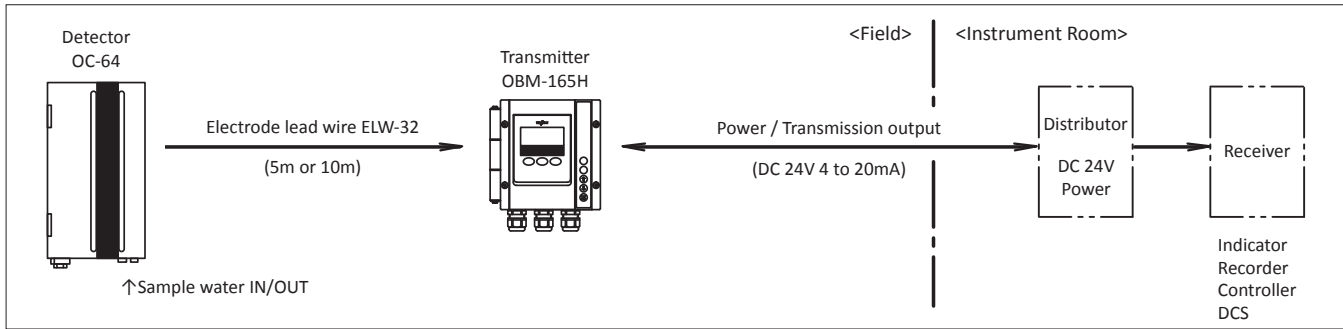 Detector
OC-64
↑Sample water IN/OUT
Electrode lead wire ELW-32
(5m or 10m)
Transmitter
OBM-165H
Power / Transmission output
(DC 24V 4 to 20mA)
<Field>
<Instrument Room>
Distributor
DC 24V
Power
Receiver
Indicator
Recorder
Controller
DCS